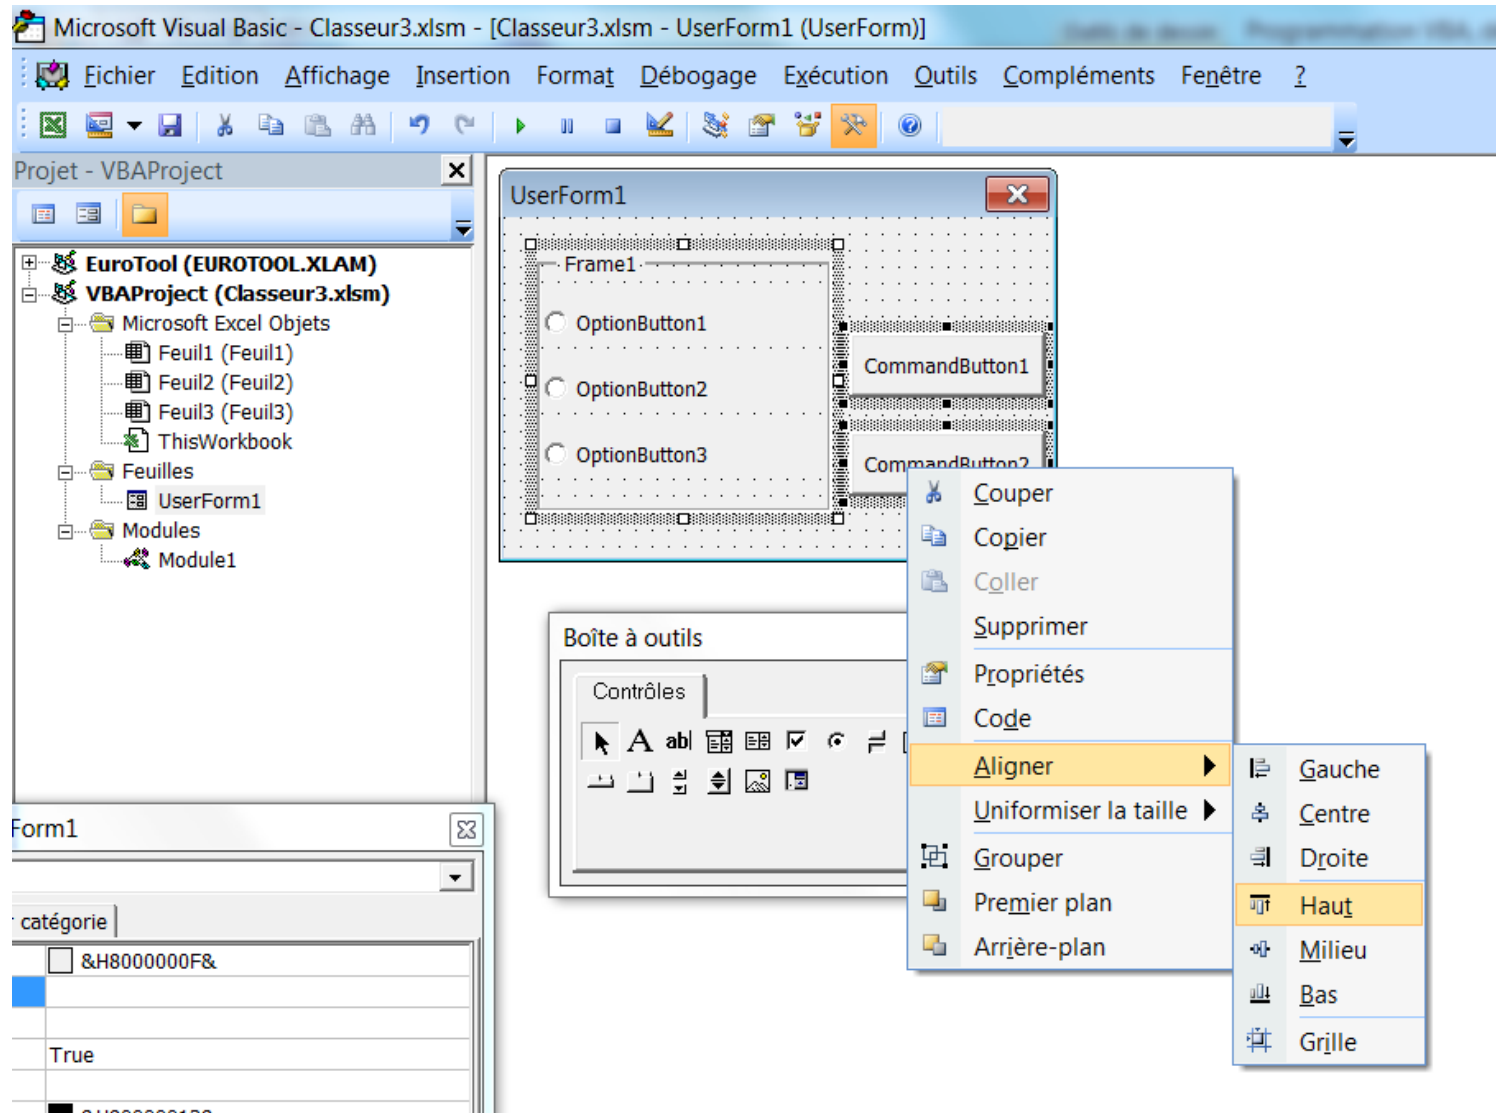 Microsoft Visual Basic - Classeur3.xlsm - [Classeur3.xlsm - UserForm1 (UserForm)]
Fichier Edition Affichage Insertion Format Débogage Exécution Outils Compléments Fenêtre ?
Projet - VBAProject
EuroTool (EUROTOOL.XLAM)
VBAProject (Classeur3.xlsm)
Microsoft Excel Objets
Feuil1 (Feuil1)
Feuil2 (Feuil2)
Feuil3 (Feuil3)
ThisWorkbook
Feuilles
UserForm1
Modules
Module1
UserForm1
Frame1
OptionButton1
OptionButton2
OptionButton3
CommandButton1
CommandButton2
Couper
Copier
Coller
Supprimer
Propriétés
Code
Aligner
Uniformiser la taille
Grouper
Premier plan
Arrière-plan
Gauche
Centre
Droite
Haut
Milieu
Bas
Grille
Boîte à outils
Contrôles
A abl
Form1
catégorie
&H8000000F&
True